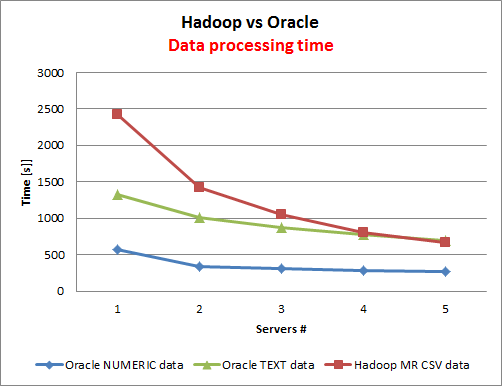 Hadoop vs Oracle
Data processing time
3000
2500
2000
1500
1000
500
0
Time [s]]
1 2 3 4 5
Servers #
Oracle NUMERIC data Oracle TEXT data Hadoop MR CSV data